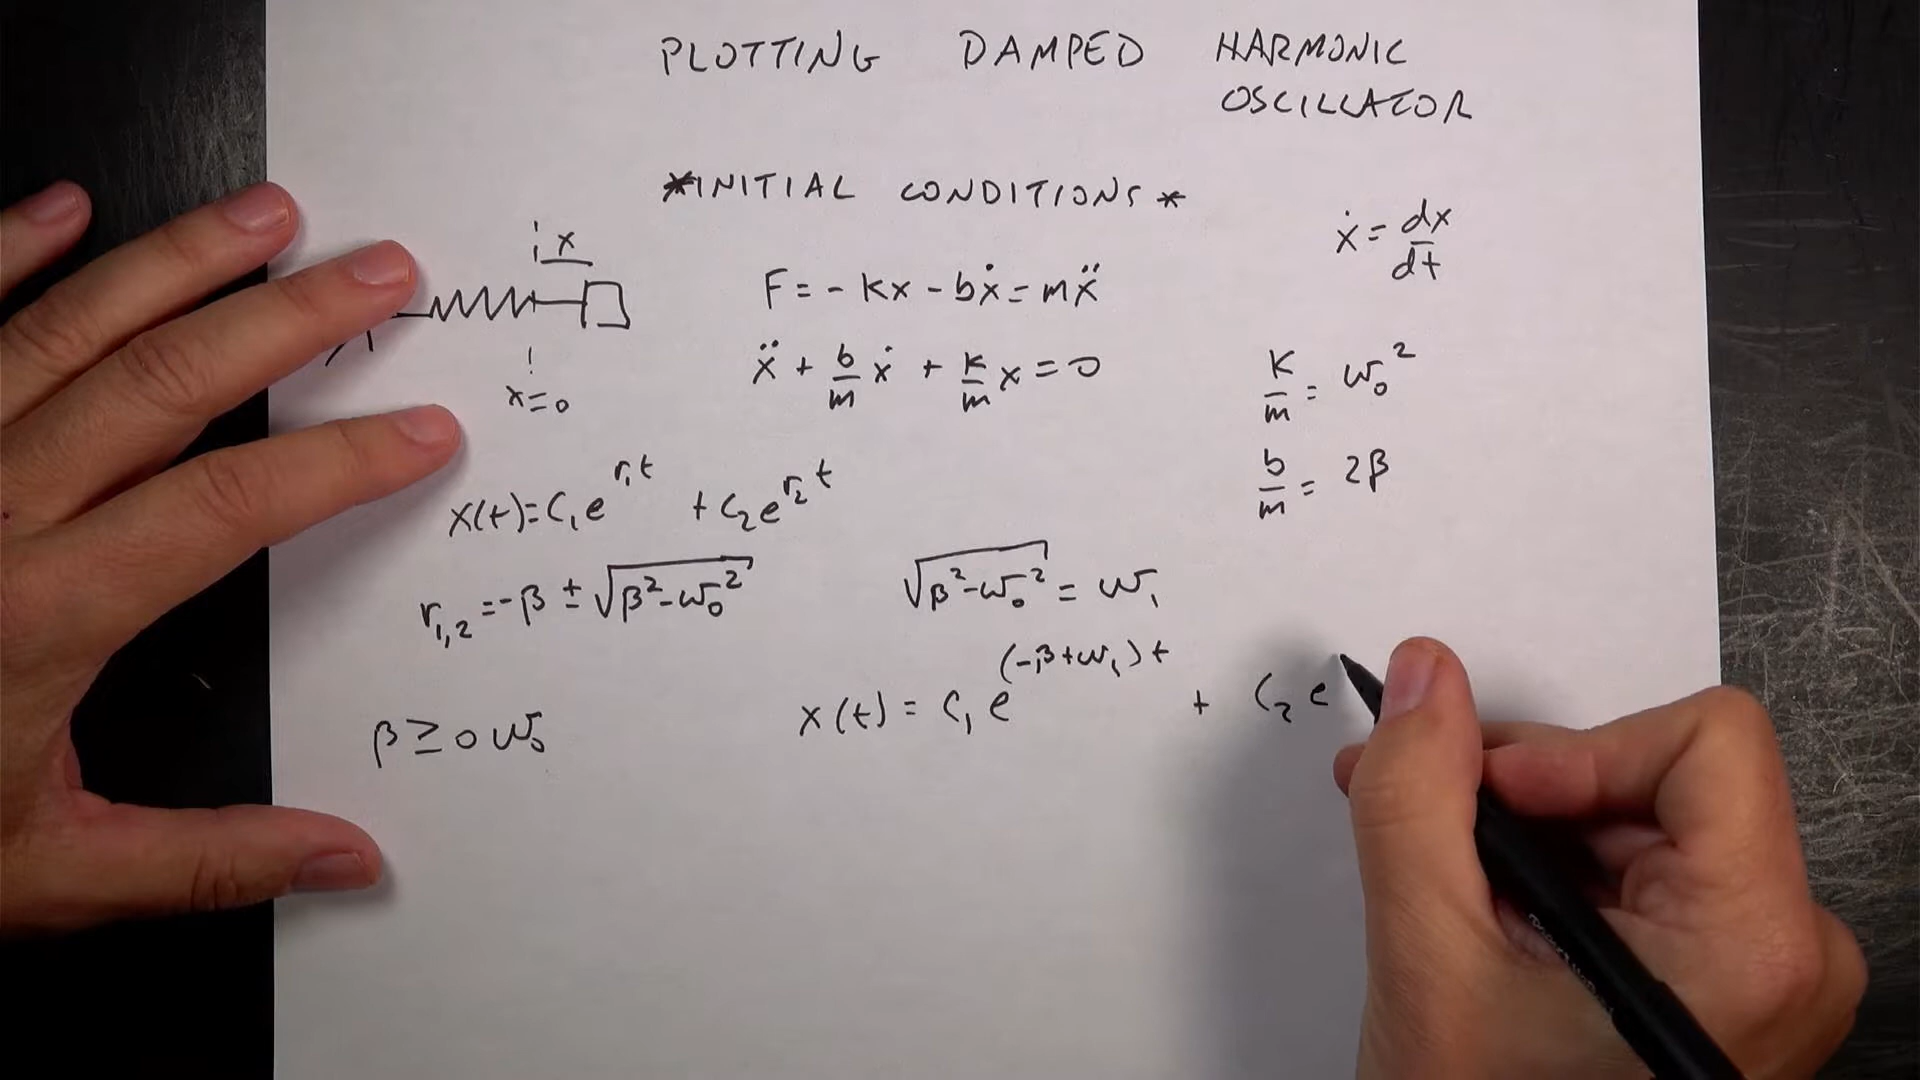 PLOTTING DAMPED HARMONIC
OSCILLATOR
*INITIAL CONDITIONS*
ẋ = dx/dt
x
F = - kx - bẋ = mẍ
ẍ + b/m ẋ + k/m x = 0
x=0
k/m = ω₀²
b/m = 2β
x(t) = C₁e^(r₁t) + C₂e^(r₂t)
r₁,₂ = -β ± √(β²-ω₀²)
√(β²-ω₀²) = ω₁
x(t) = C₁e^((-β+ω₁)t) + C₂e
β ≥ 0 ω₀